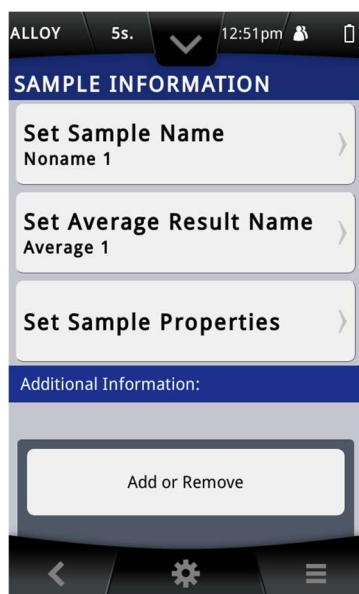 ALLOY 5s. 12:51pm
SAMPLE INFORMATION
Set Sample Name
Noname 1
Set Average Result Name
Average 1
Set Sample Properties
Additional Information:
Add or Remove